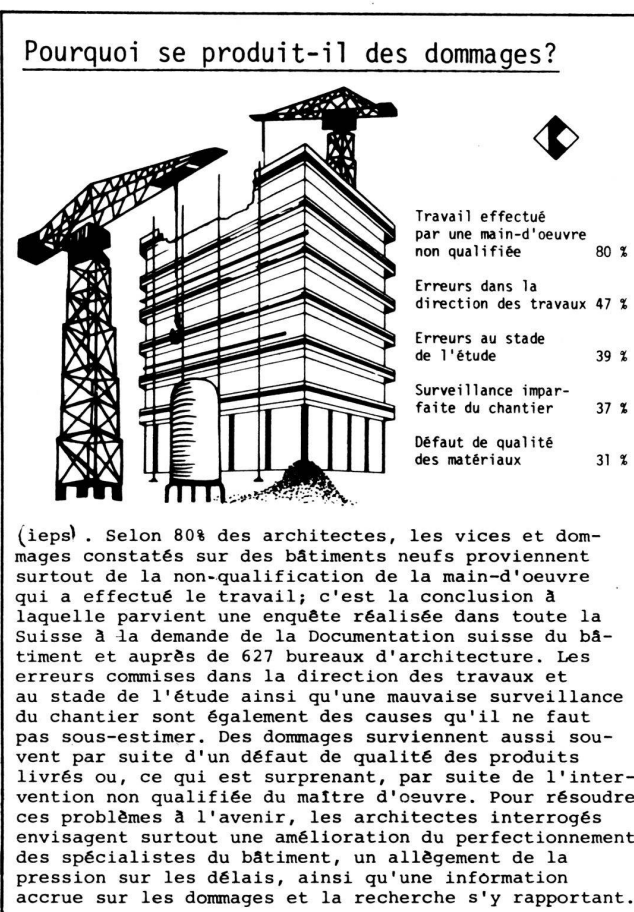 Pourquoi se produit-il des dommages?
Travail effectué
par une main-d'oeuvre
non qualifiée 80 %
Erreurs dans la
direction des travaux 47 %
Erreurs au stade
de l'étude 39 %
Surveillance impar-
faite du chantier 37 %
Défaut de qualité
des matériaux 31 %
(ieps). Selon 80% des architectes, les vices et dom-
mages constatés sur des bâtiments neufs proviennent
surtout de la non-qualification de la main-d'oeuvre
qui a effectué le travail; c'est la conclusion à
laquelle parvient une enquête réalisée dans toute la
Suisse à la demande de la Documentation suisse du bâ-
timent et auprès de 627 bureaux d'architecture. Les
erreurs commises dans la direction des travaux et
au stade de l'étude ainsi qu'une mauvaise surveillance
du chantier sont également des causes qu'il ne faut
pas sous-estimer. Des dommages surviennent aussi sou-
vent par suite d'un défaut de qualité des produits
livrés ou, ce qui est surprenant, par suite de l'inter-
vention non qualifiée du maître d'oeuvre. Pour résoudre
ces problèmes à l'avenir, les architectes interrogés
envisagent surtout une amélioration du perfectionnement
des spécialistes du bâtiment, un allègement de la
pression sur les délais, ainsi qu'une information
accrue sur les dommages et la recherche s'y rapportant.